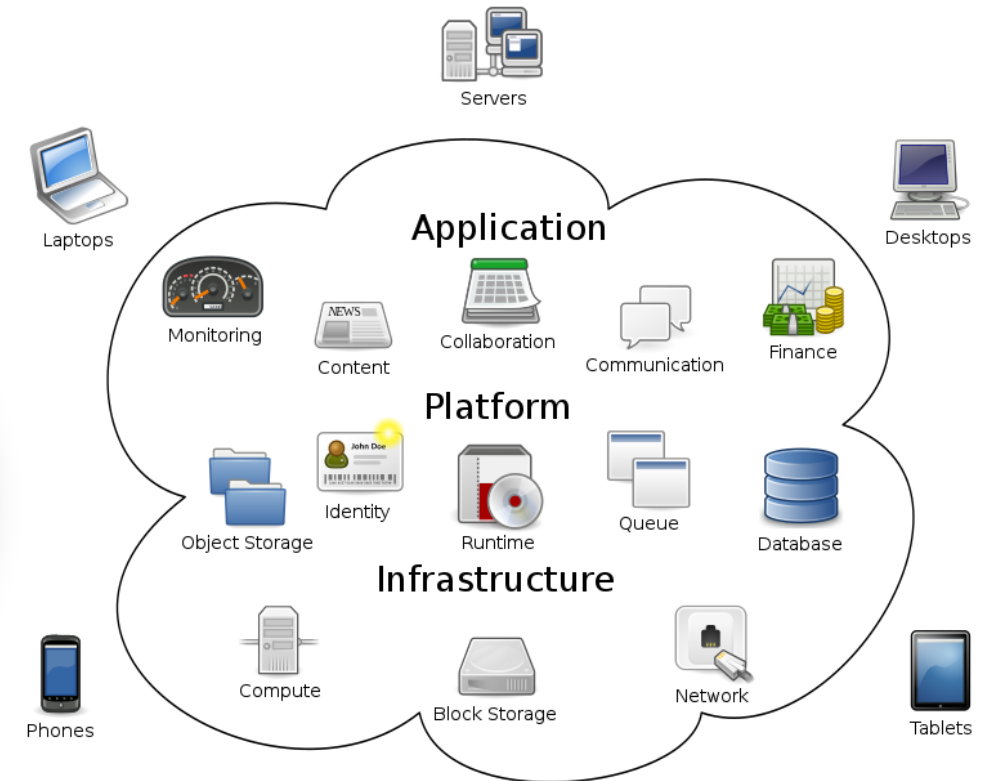 Servers
Laptops
Desktops
Application
Monitoring
NEWS
Content
Collaboration
Communication
Finance
Platform
Object Storage
John Doe
Identity
Runtime
Queue
Database
Infrastructure
Compute
Block Storage
Network
Phones
Tablets